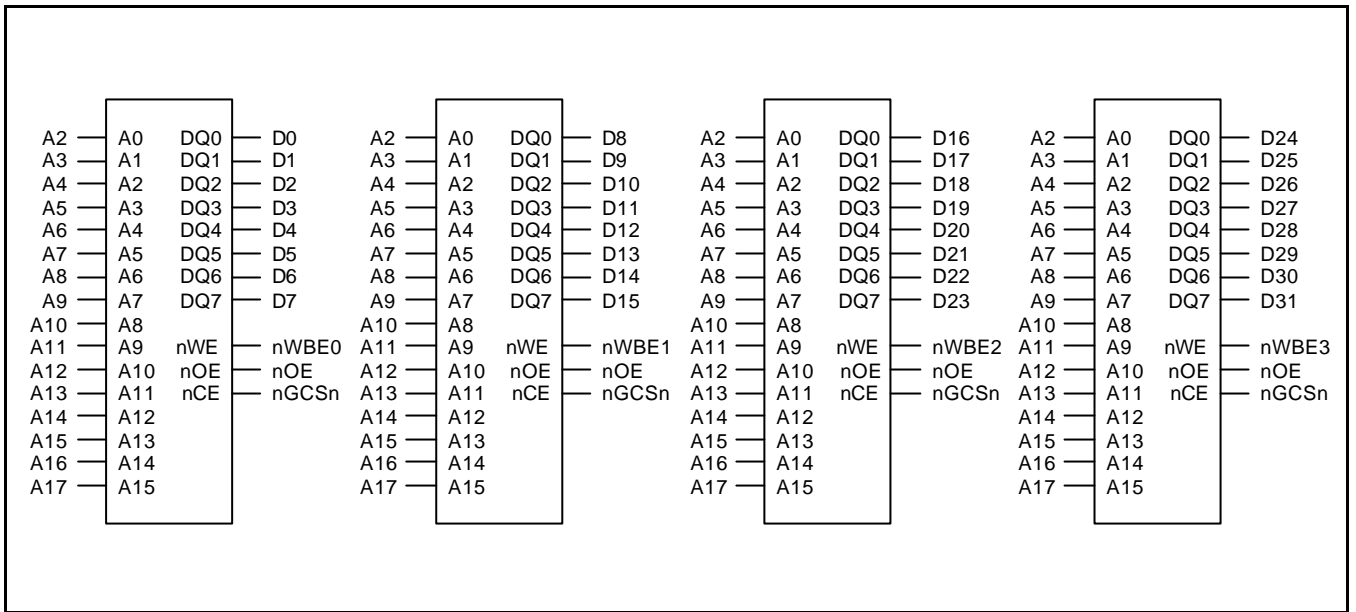 A2 A0 DQ0 D0 A2 A0 DQ0 D8 A2 A0 DQ0 D16 A2 A0 DQ0 D24
A3 A1 DQ1 D1 A3 A1 DQ1 D9 A3 A1 DQ1 D17 A3 A1 DQ1 D25
A4 A2 DQ2 D2 A4 A2 DQ2 D10 A4 A2 DQ2 D18 A4 A2 DQ2 D26
A5 A3 DQ3 D3 A5 A3 DQ3 D11 A5 A3 DQ3 D19 A5 A3 DQ3 D27
A6 A4 DQ4 D4 A6 A4 DQ4 D12 A6 A4 DQ4 D20 A6 A4 DQ4 D28
A7 A5 DQ5 D5 A7 A5 DQ5 D13 A7 A5 DQ5 D21 A7 A5 DQ5 D29
A8 A6 DQ6 D6 A8 A6 DQ6 D14 A8 A6 DQ6 D22 A8 A6 DQ6 D30
A9 A7 DQ7 D7 A9 A7 DQ7 D15 A9 A7 DQ7 D23 A9 A7 DQ7 D31
A10 A8 A10 A8 A10 A8 A10 A8
A11 A9 nWE nWBE0 A11 A9 nWE nWBE1 A11 A9 nWE nWBE2 A11 A9 nWE nWBE3
A12 A10 nOE nOE A12 A10 nOE nOE A12 A10 nOE nOE A12 A10 nOE nOE
A13 A11 nCE nGCSn A13 A11 nCE nGCSn A13 A11 nCE nGCSn A13 A11 nCE nGCSn
A14 A12 A14 A12 A14 A12 A14 A12
A15 A13 A15 A13 A15 A13 A15 A13
A16 A14 A16 A14 A16 A14 A16 A14
A17 A15 A17 A15 A17 A15 A17 A15